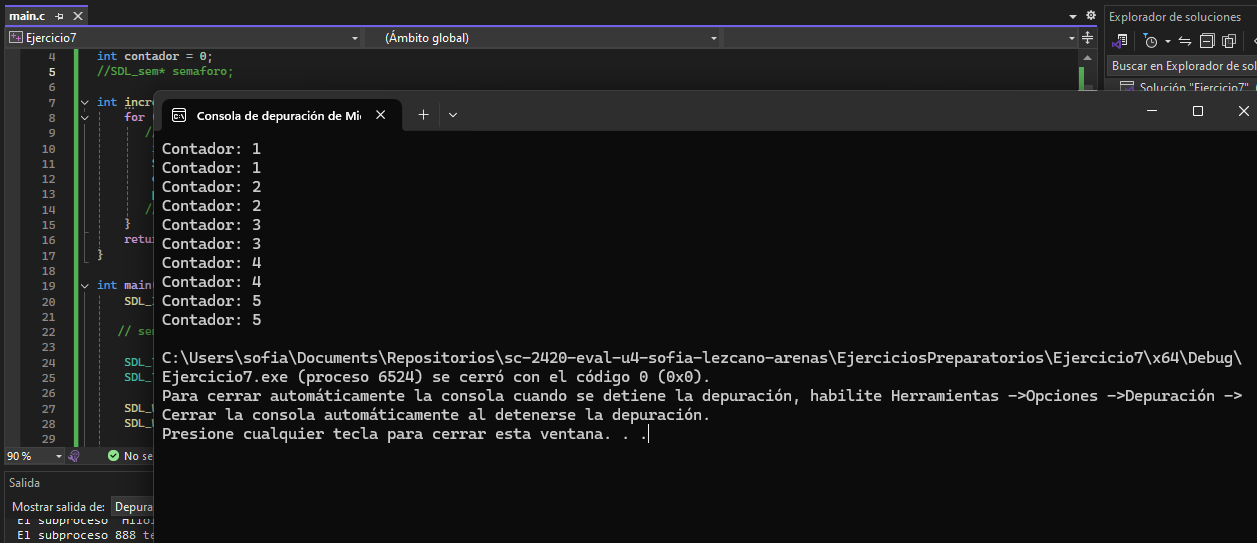 main.c
Explorador de soluciones
Ejercicio7
(Ámbito global)
Buscar en Explorador de sol
Solución "Ejercicio7"
4 int contador = 0;
5 //SDL_sem* semaforo;
6
7 int incre
8 for
9 //
10
11
12
13
14 //
15 }
16 retu
17 }
18
19 int main
20 SDL_
21
22 // se
23
24 SDL_
25 SDL_
26
27 SDL_
28 SDL_
29
Consola de depuración de Mi
Contador: 1
Contador: 1
Contador: 2
Contador: 2
Contador: 3
Contador: 3
Contador: 4
Contador: 4
Contador: 5
Contador: 5
C:\Users\sofia\Documents\Repositorios\sc-2420-eval-u4-sofia-lezcano-arenas\EjerciciosPreparatorios\Ejercicio7\x64\Debug\
Ejercicio7.exe (proceso 6524) se cerró con el código 0 (0x0).
Para cerrar automáticamente la consola cuando se detiene la depuración, habilite Herramientas ->Opciones ->Depuración ->
Cerrar la consola automáticamente al detenerse la depuración.
Presione cualquier tecla para cerrar esta ventana. . .
90 %
No se
Salida
Mostrar salida de: Depura
El subproceso
El subproceso 888 te